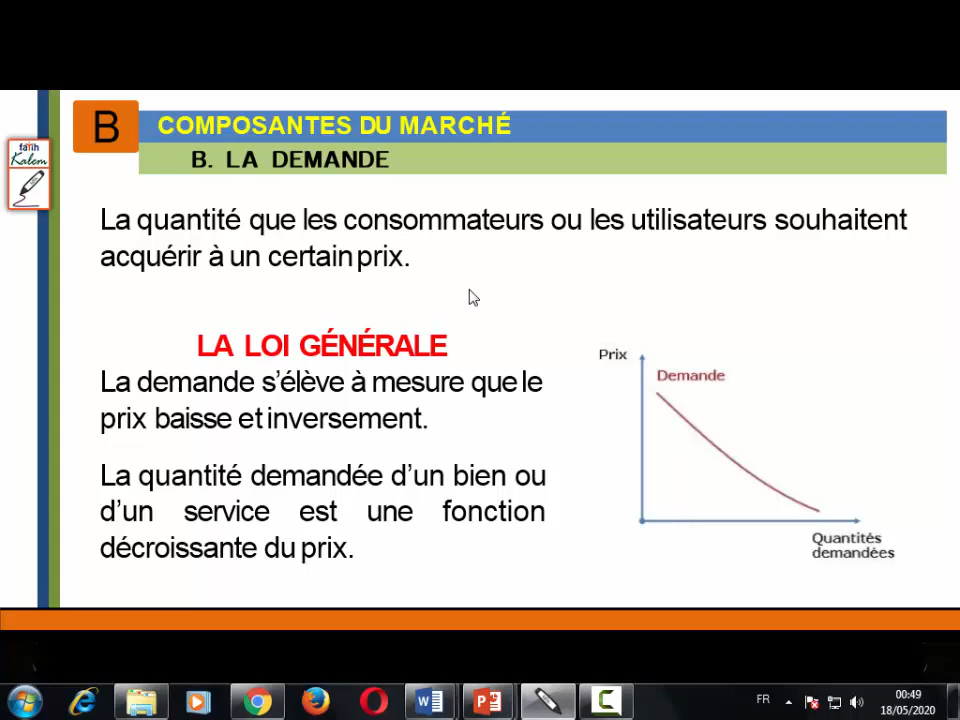 B
COMPOSANTES DU MARCHÉ
B. LA DEMANDE
fatih
Kalem
La quantité que les consommateurs ou les utilisateurs souhaitent
acquérir à un certain prix.
LA LOI GÉNÉRALE
La demande s’élève à mesure que le
prix baisse et inversement.
La quantité demandée d’un bien ou
d’un service est une fonction
décroissante du prix.
Prix
Demande
Quantités
demandées
FR
00:49
18/05/2020